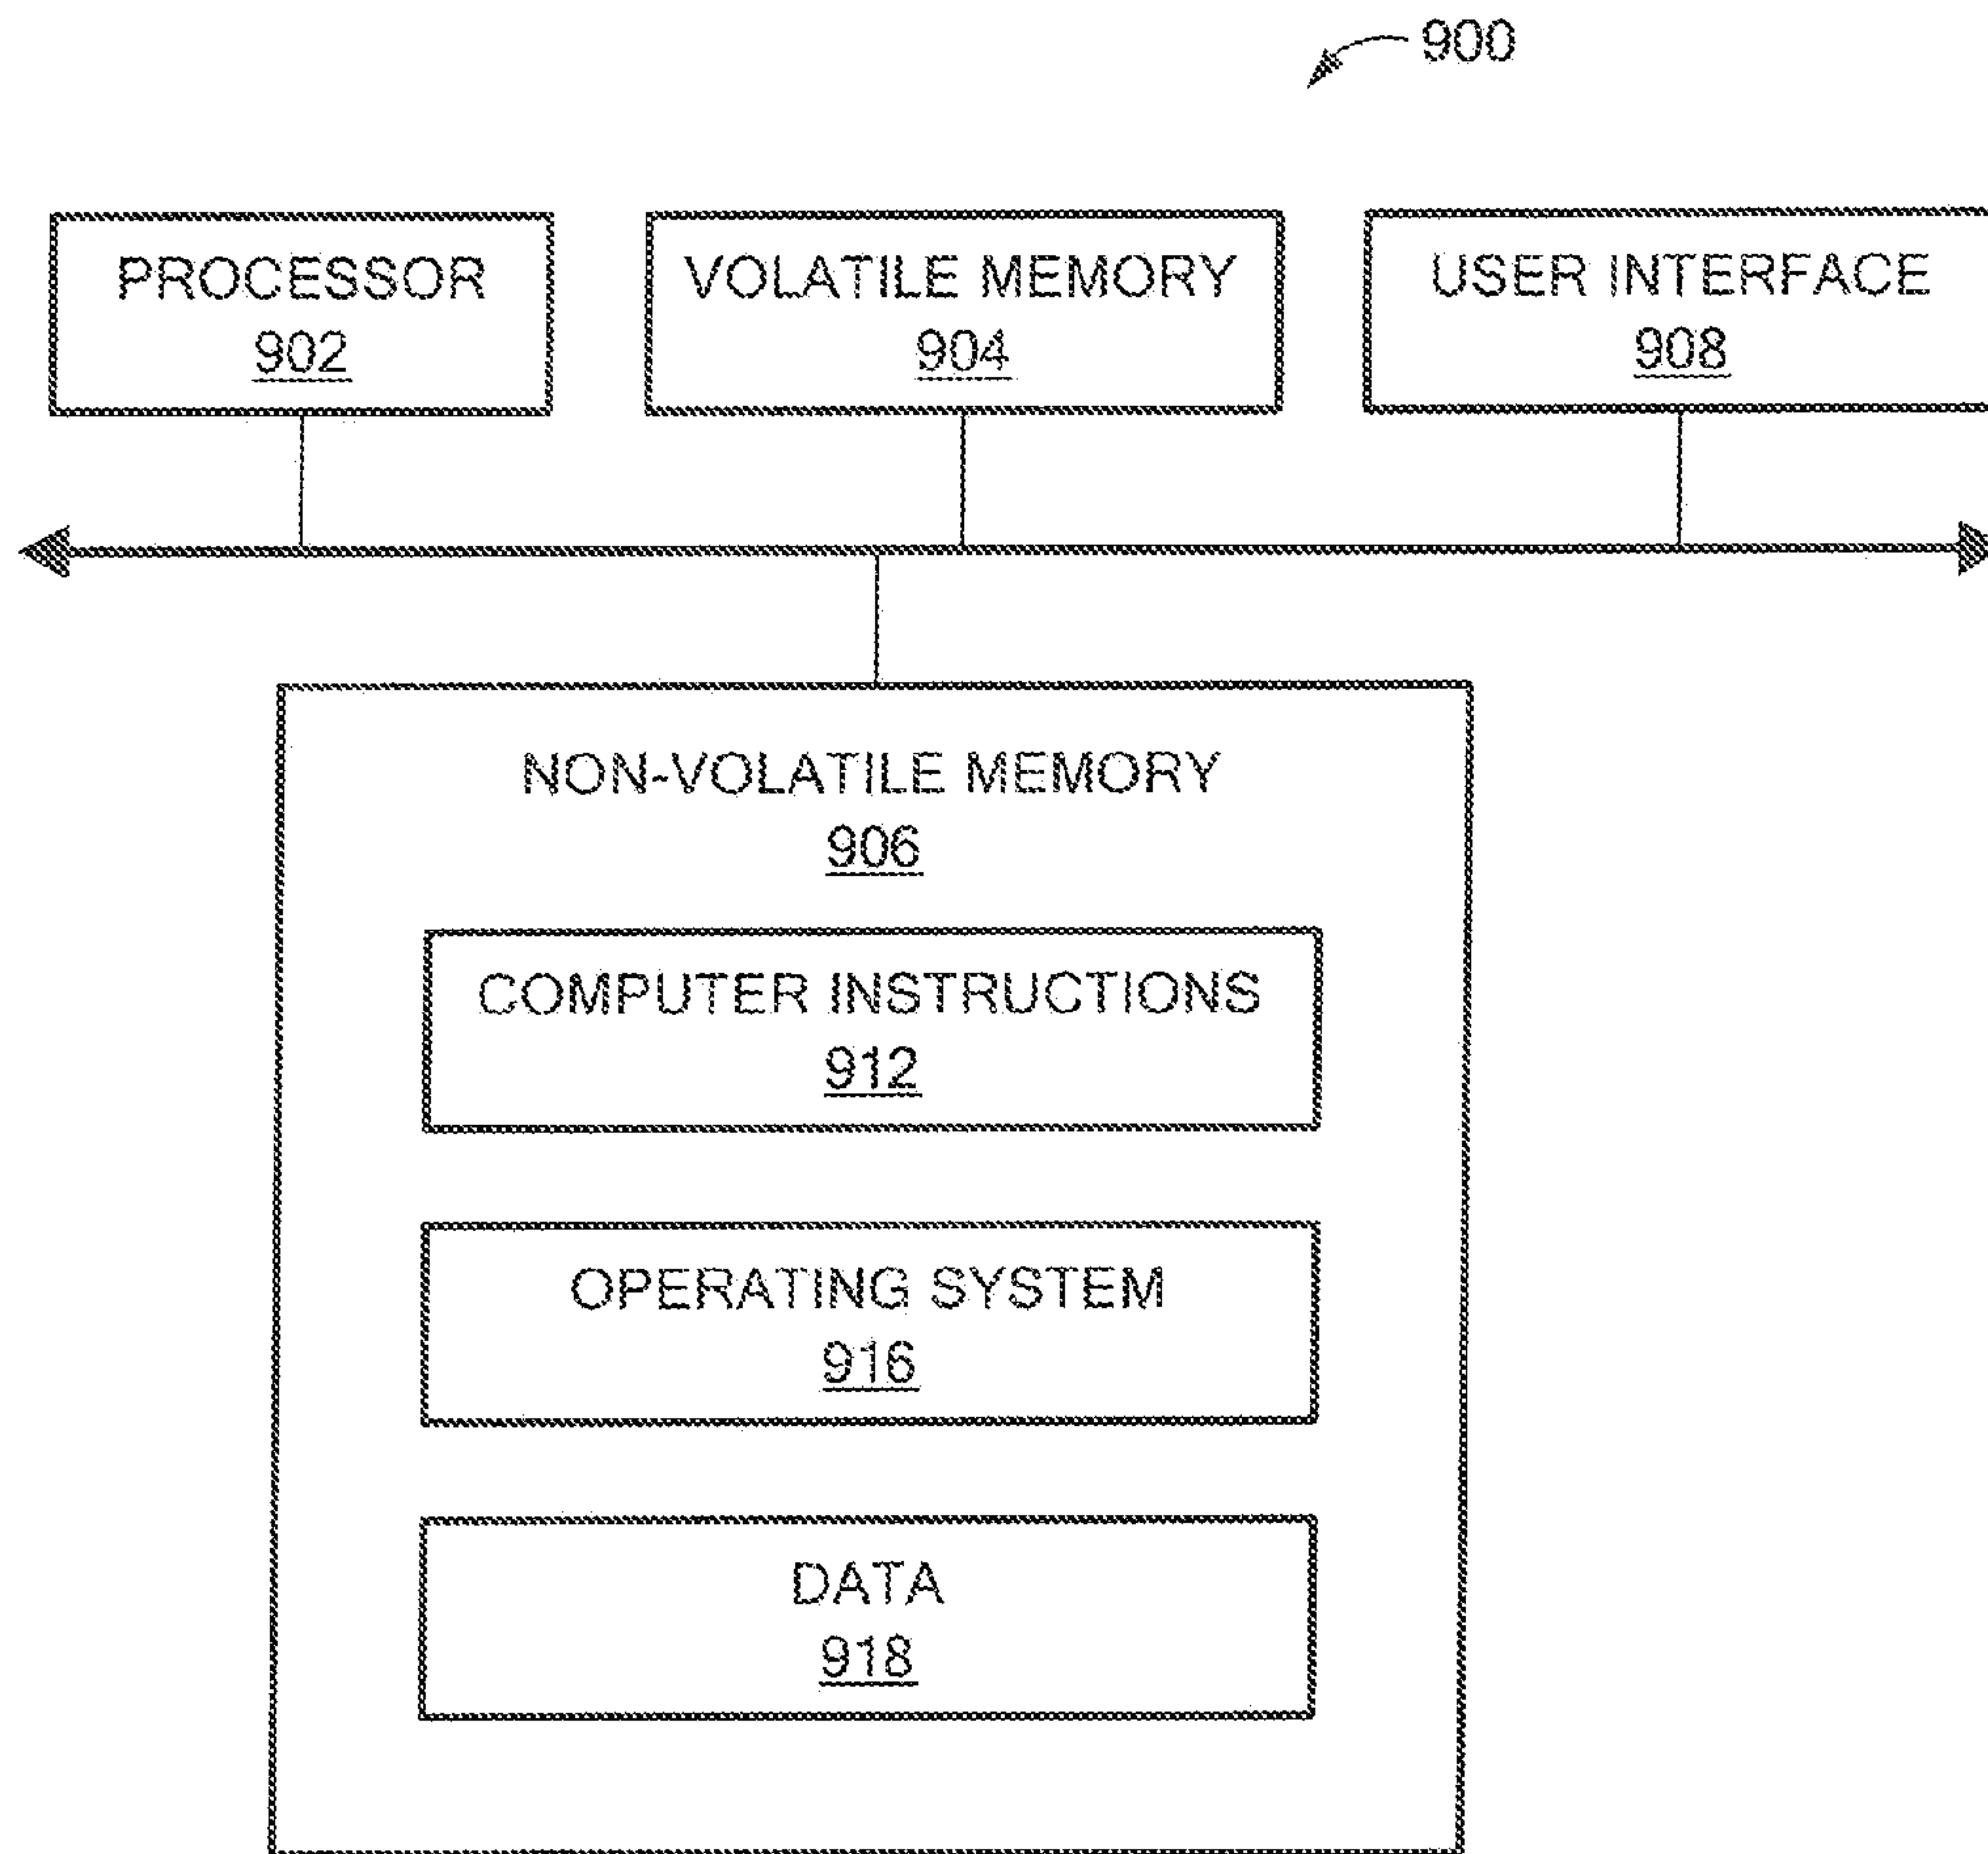 900
PROCESSOR
902
VOLATILE MEMORY
904
USER INTERFACE
908
NON-VOLATILE MEMORY
906
COMPUTER INSTRUCTIONS
912
OPERATING SYSTEM
916
DATA
918